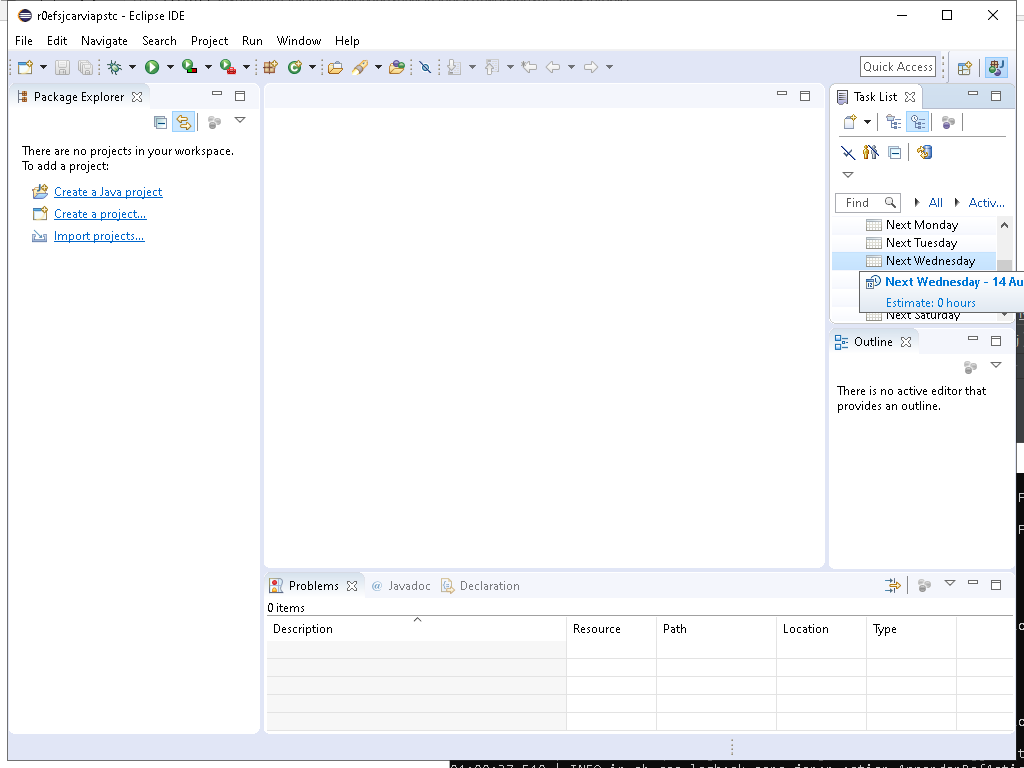 r0efsjcarviapstc - Eclipse IDE
File Edit Navigate Search Project Run Window Help
Quick Access
Package Explorer
There are no projects in your workspace.
To add a project:
Create a Java project
Create a project...
Import projects...
Task List
Find All Activ...
Next Monday
Next Tuesday
Next Wednesday
Next Wednesday - 14 Au
Estimate: 0 hours
Next Saturday
Outline
There is no active editor that
provides an outline.
Problems @ Javadoc Declaration
0 items
Description Resource Path Location Type